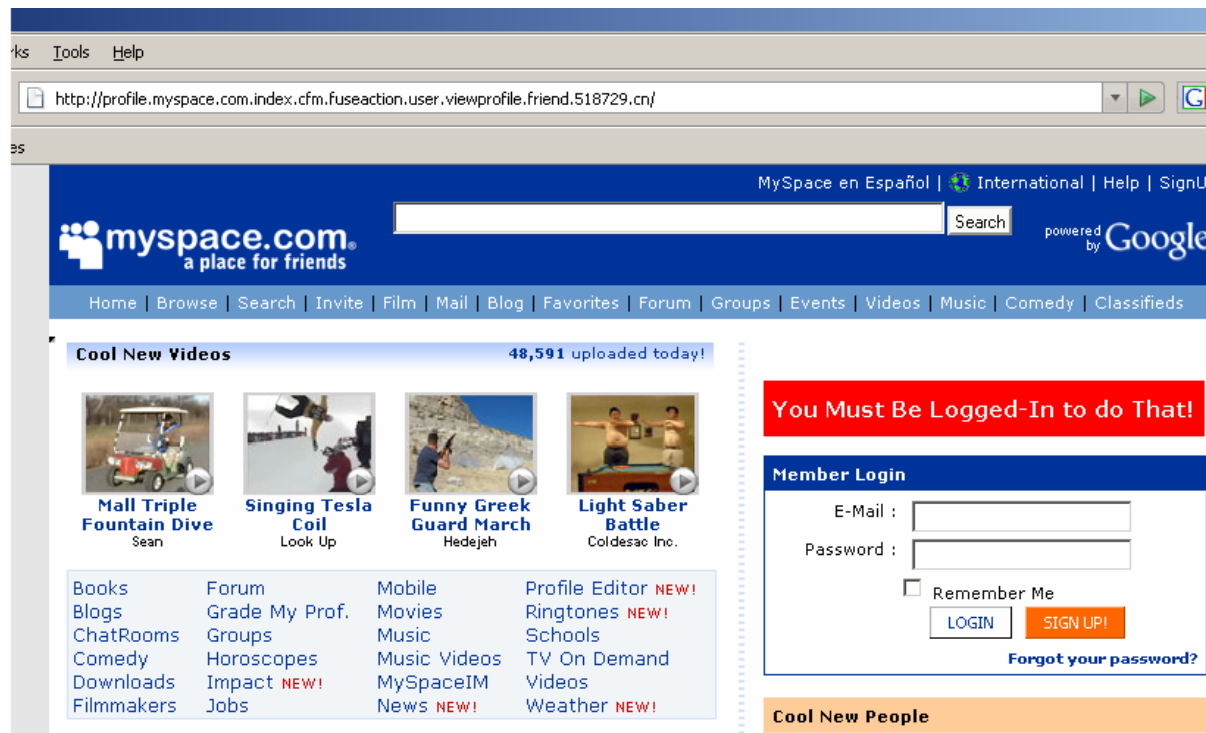 Tools Help
http://profile.myspace.com.index.cfm.fuseaction.user.viewprofile.friend.518729.cn/
G
es
MySpace en Español | International | Help | SignU
Search
powered by Google
myspace.com®
a place for friends
Home | Browse | Search | Invite | Film | Mail | Blog | Favorites | Forum | Groups | Events | Videos | Music | Comedy | Classifieds
Cool New Videos 48,591 uploaded today!
Mall Triple Fountain Dive
Sean
Singing Tesla Coil
Look Up
Funny Greek Guard March
Hedejeh
Light Saber Battle
Coldesac Inc.
Books Forum Mobile Profile Editor NEW!
Blogs Grade My Prof. Movies Ringtones NEW!
ChatRooms Groups Music Schools
Comedy Horoscopes Music Videos TV On Demand
Downloads Impact NEW! MySpaceIM Videos
Filmmakers Jobs News NEW! Weather NEW!
You Must Be Logged-In to do That!
Member Login
E-Mail :
Password :
Remember Me
LOGIN SIGN UP!
Forgot your password?
Cool New People